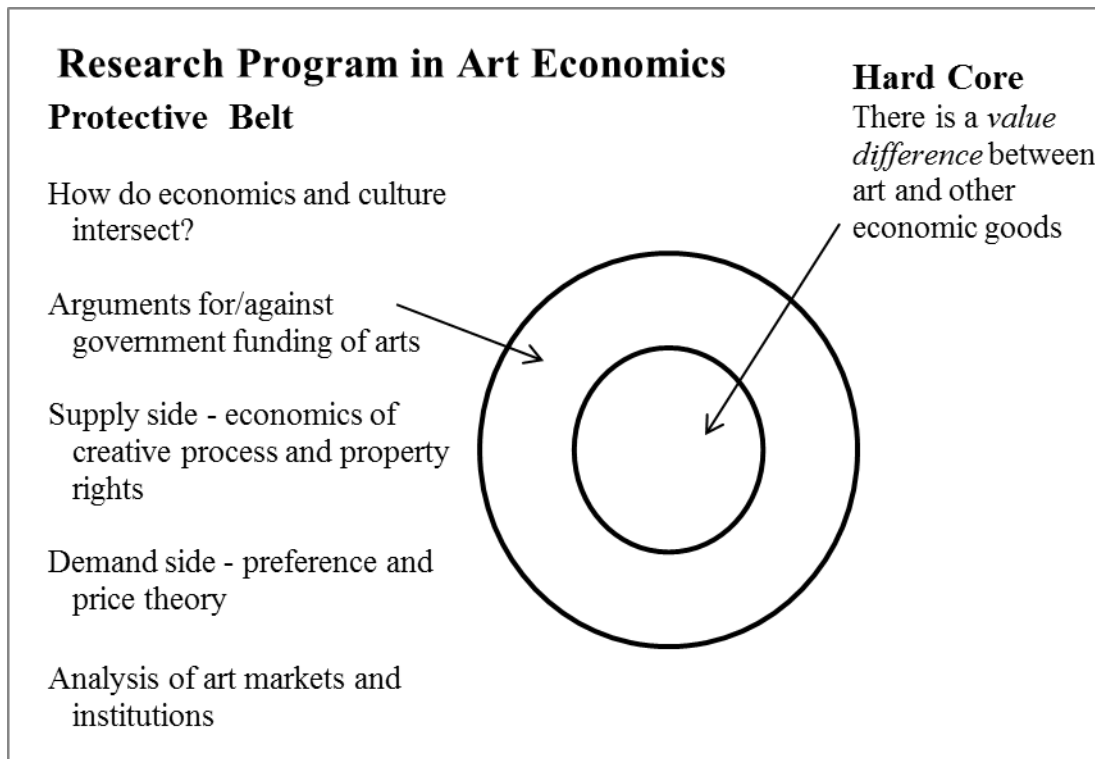 Research Program in Art Economics
Protective Belt
How do economics and culture
intersect?
Arguments for/against
government funding of arts
Supply side - economics of
creative process and property
rights
Demand side - preference and
price theory
Analysis of art markets and
institutions
Hard Core
There is a value
difference between
art and other
economic goods